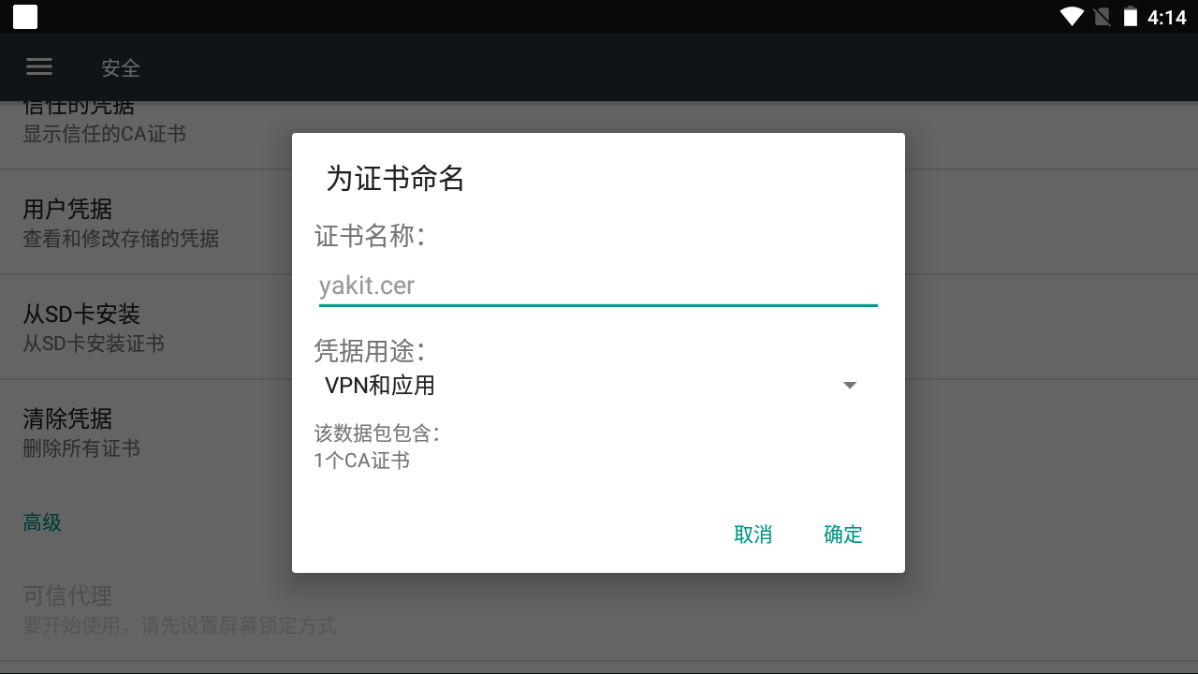 4:14
安全
信任的凭据
显示信任的CA证书
用户凭据
查看和修改存储的凭据
从SD卡安装
从SD卡安装证书
清除凭据
删除所有证书
高级
可信代理
要开始使用，请先设置屏幕锁定方式
为证书命名
证书名称：
yakit.cer
凭据用途：
VPN和应用
该数据包包含：
1个CA证书
取消
确定